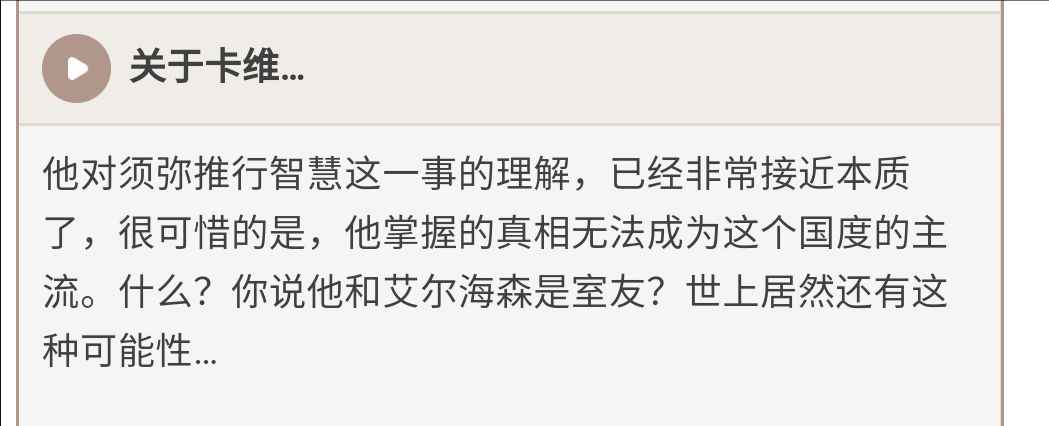 关于卡维...
他对须弥推行智慧这一事的理解，已经非常接近本质
了，很可惜的是，他掌握的真相无法成为这个国度的主
流。什么？你说他和艾尔海森是室友？世上居然还有这
种可能性...